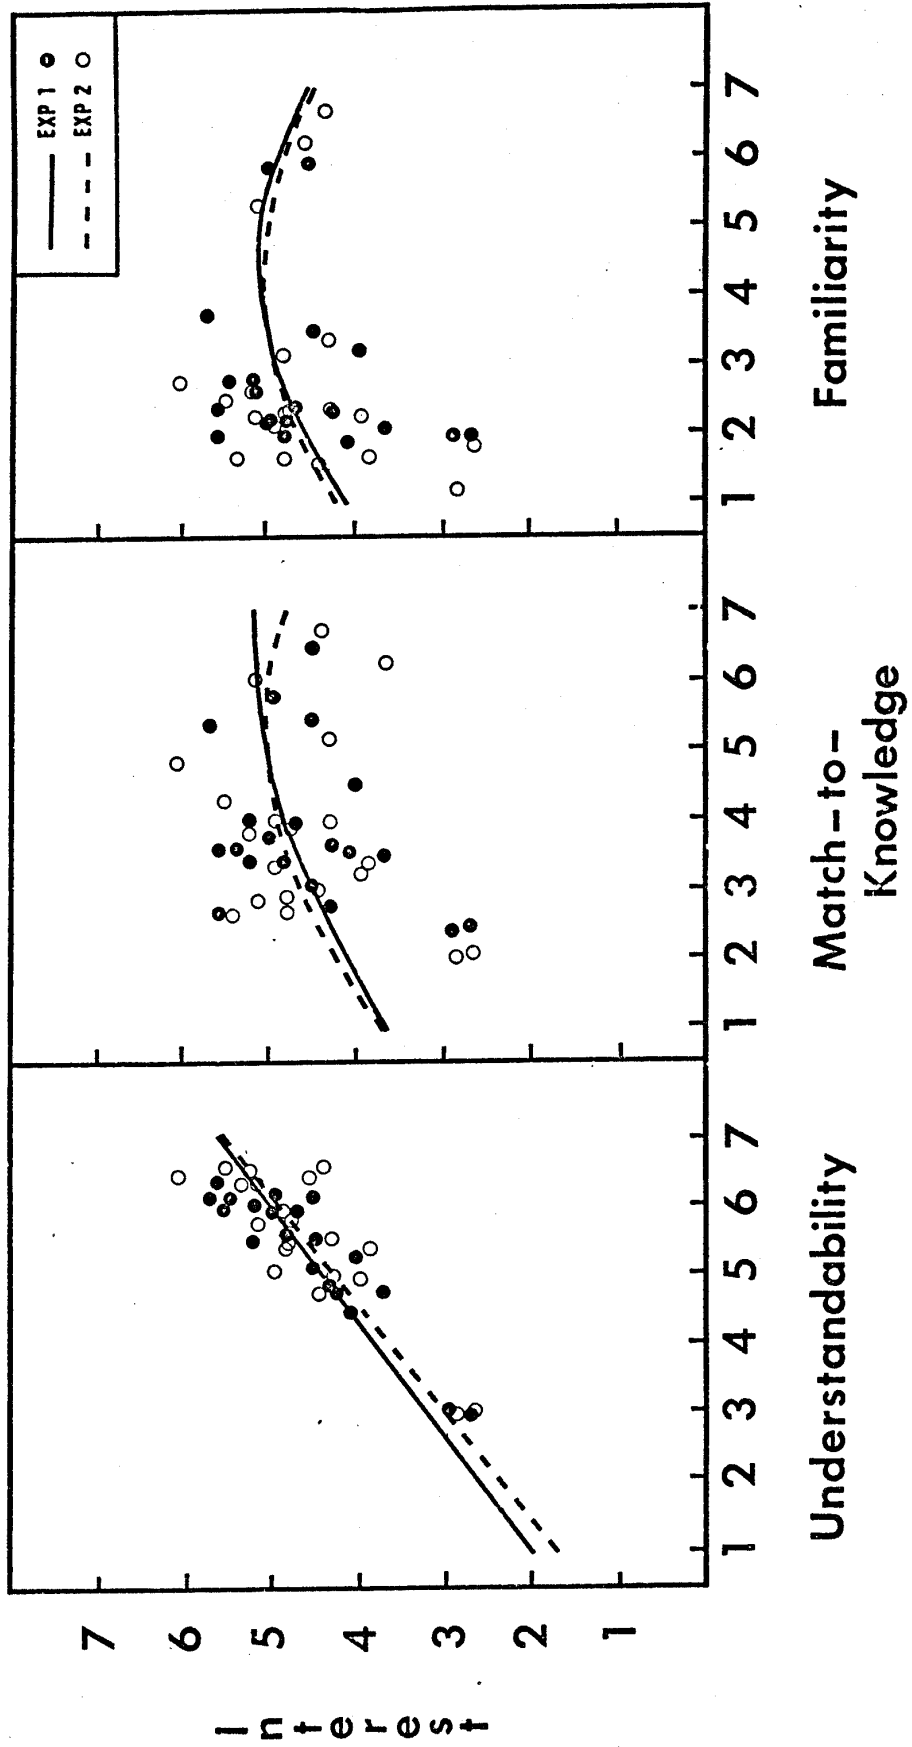 EXP 1
EXP 2
Interest
7
6
5
4
3
2
1
1 2 3 4 5 6 7
Understandability
1 2 3 4 5 6 7
Match-to-
Knowledge
1 2 3 4 5 6 7
Familiarity